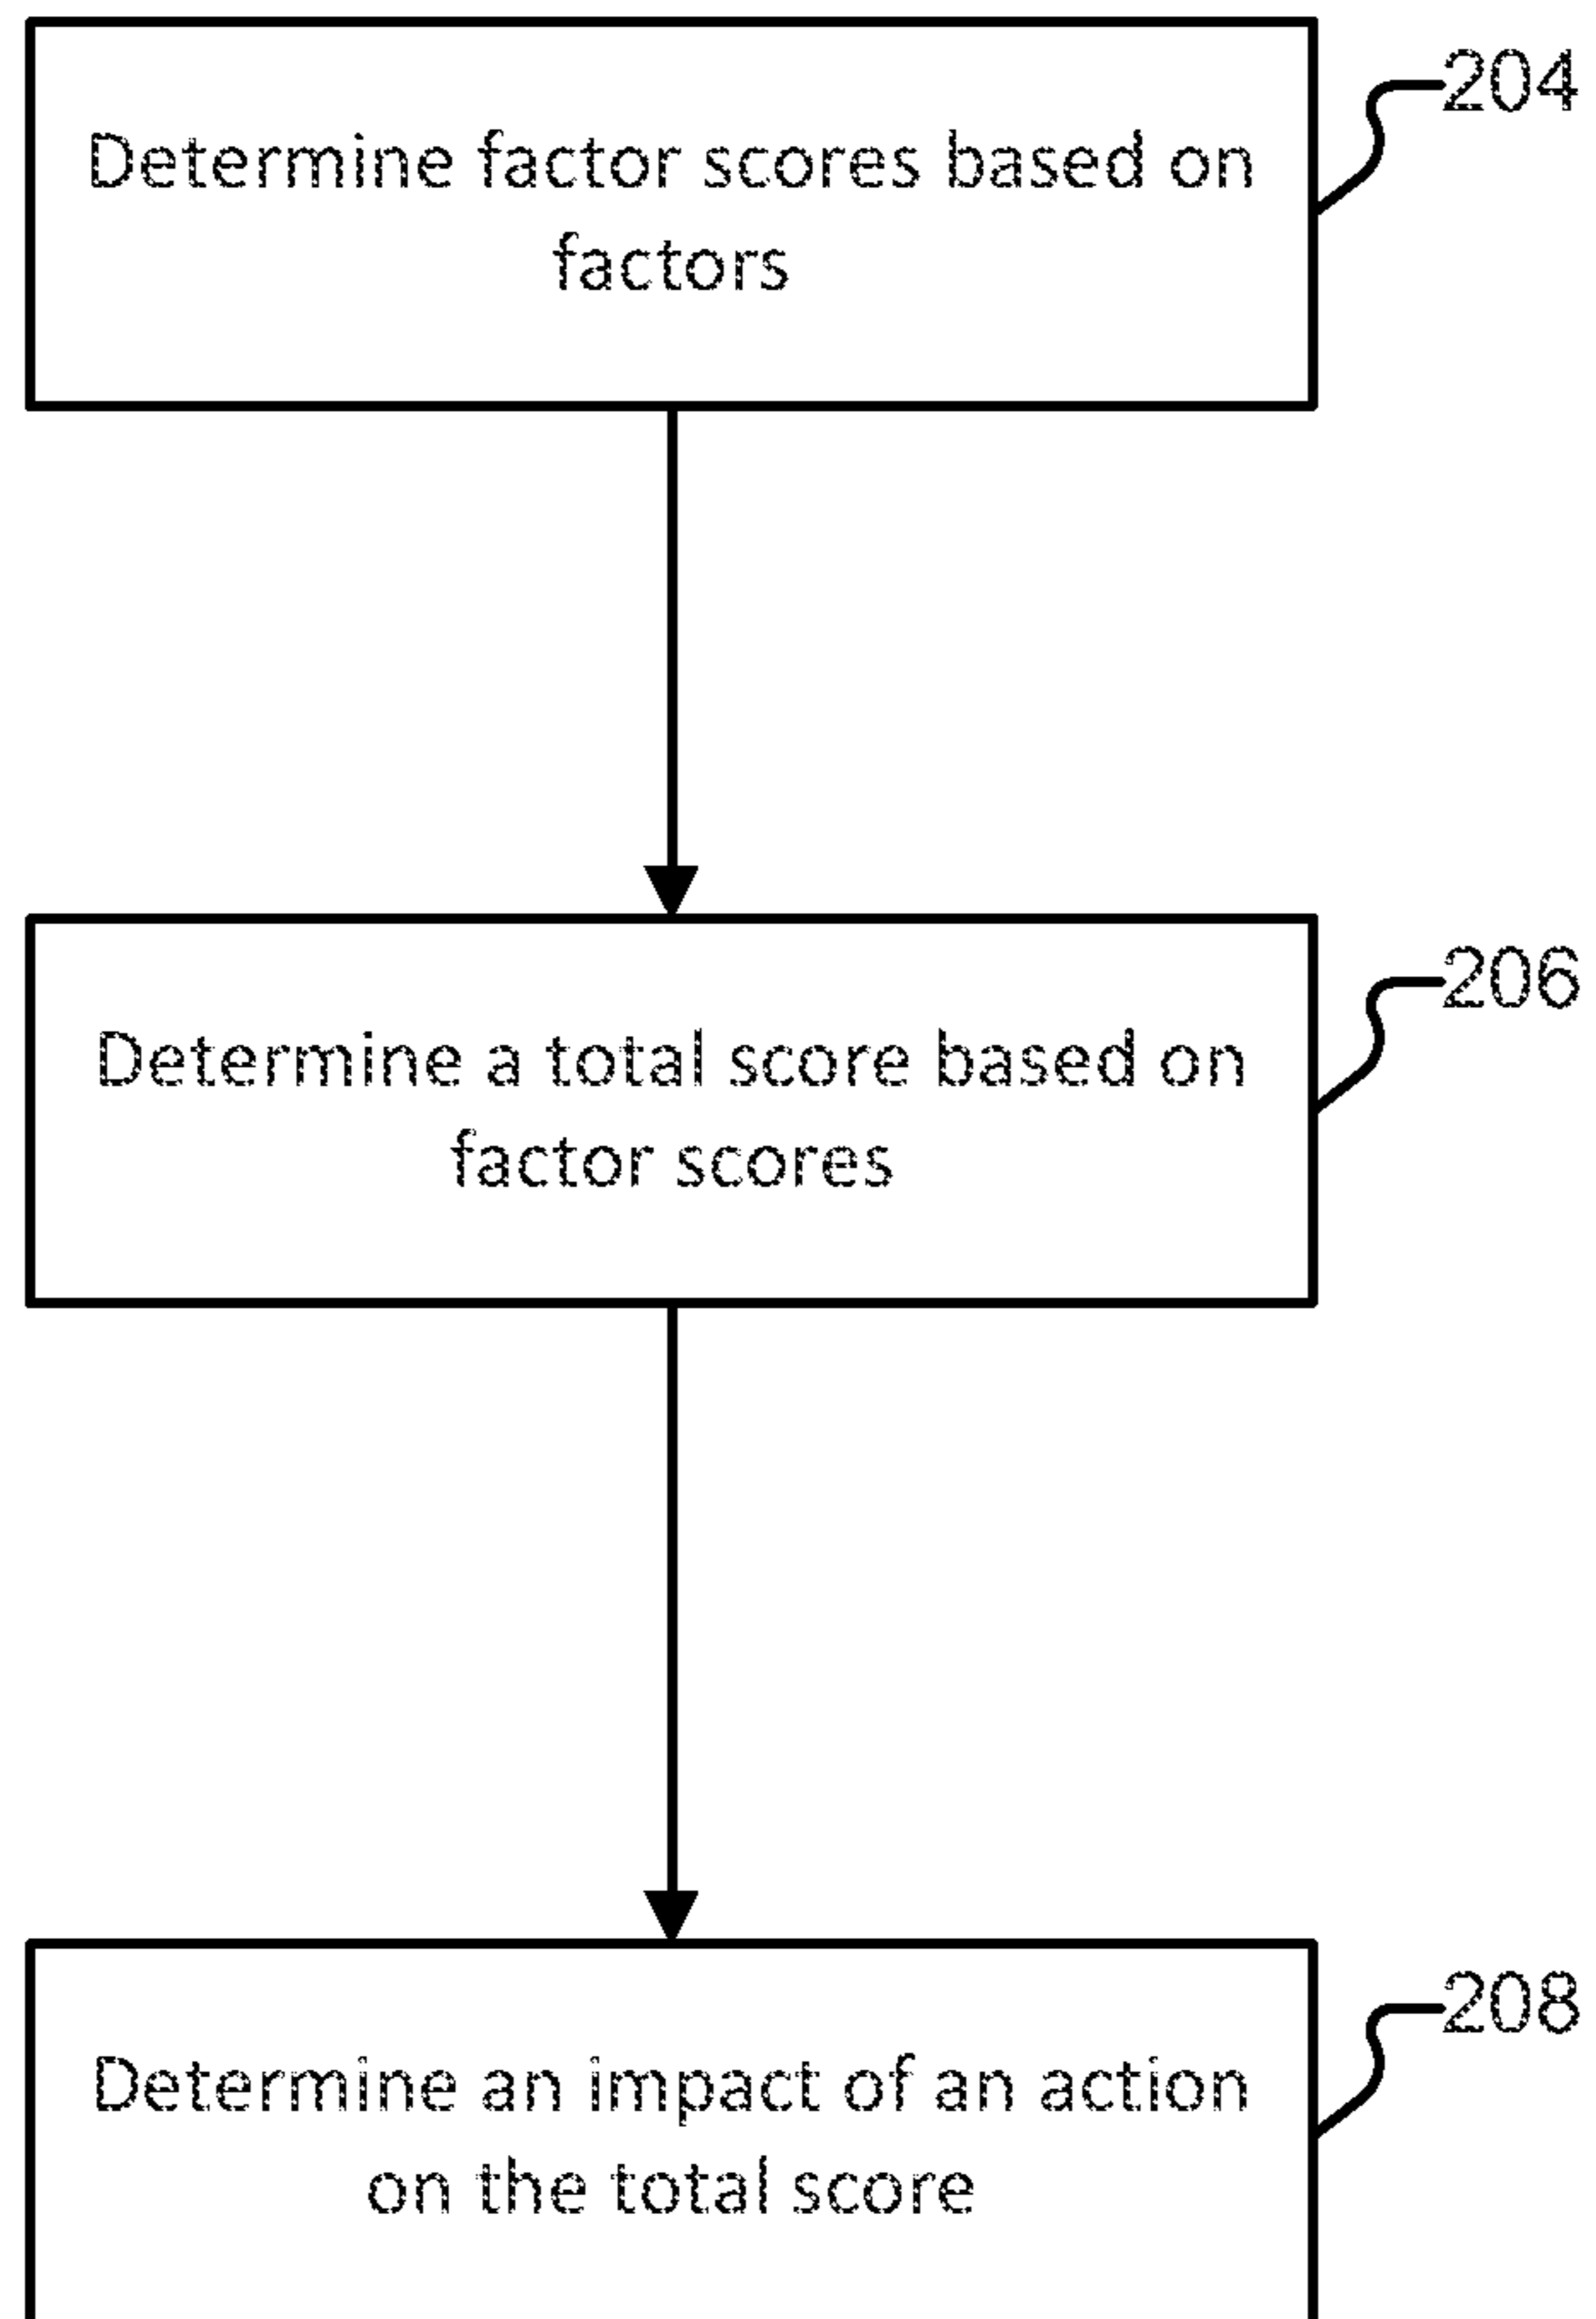 204
Determine factor scores based on
factors
206
Determine a total score based on
factor scores
208
Determine an impact of an action
on the total score